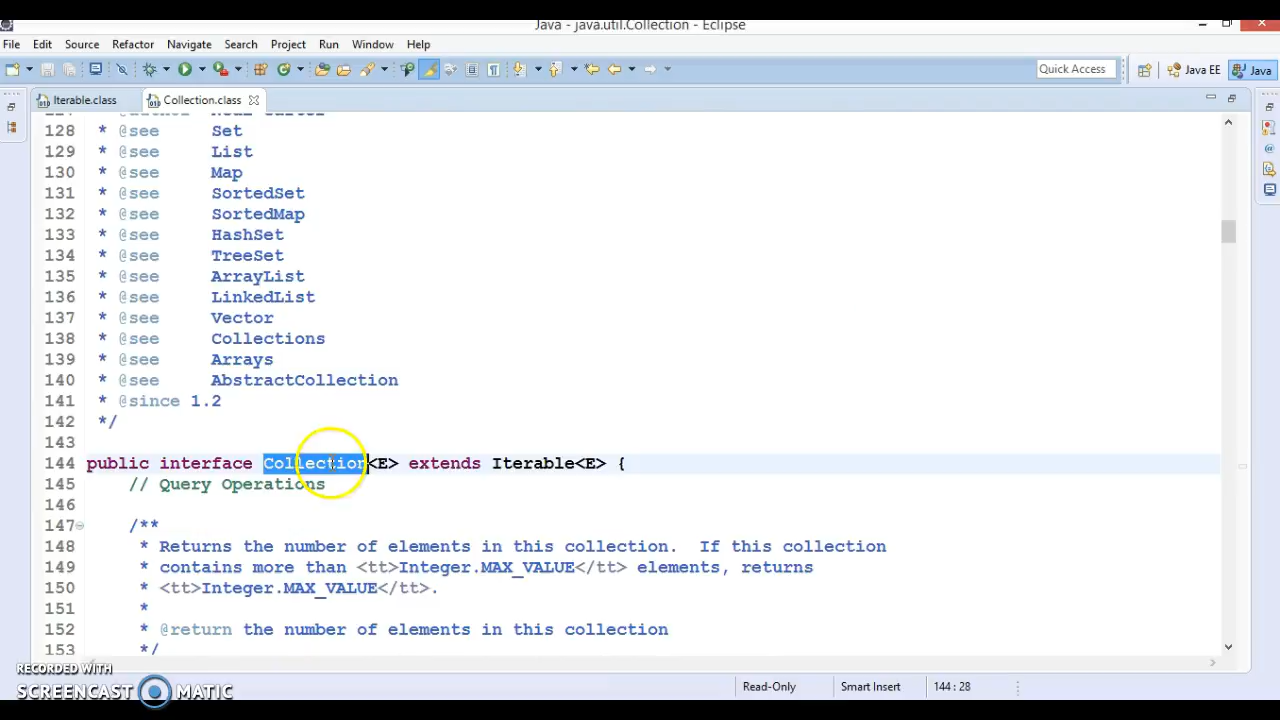 Java - java.util.Collection - Eclipse
File Edit Source Refactor Navigate Search Project Run Window Help
Quick Access Java EE Java
Iterable.class Collection.class
128 * @see Set
129 * @see List
130 * @see Map
131 * @see SortedSet
132 * @see SortedMap
133 * @see HashSet
134 * @see TreeSet
135 * @see ArrayList
136 * @see LinkedList
137 * @see Vector
138 * @see Collections
139 * @see Arrays
140 * @see AbstractCollection
141 * @since 1.2
142 */
143
144 public interface Collection<E> extends Iterable<E> {
145 // Query Operations
146
147 /**
148 * Returns the number of elements in this collection. If this collection
149 * contains more than <tt>Integer.MAX_VALUE</tt> elements, returns
150 * <tt>Integer.MAX_VALUE</tt>.
151 *
152 * @return the number of elements in this collection
153 */
RECORDED WITH
SCREENCAST MATIC
Read-Only Smart Insert 144 : 28